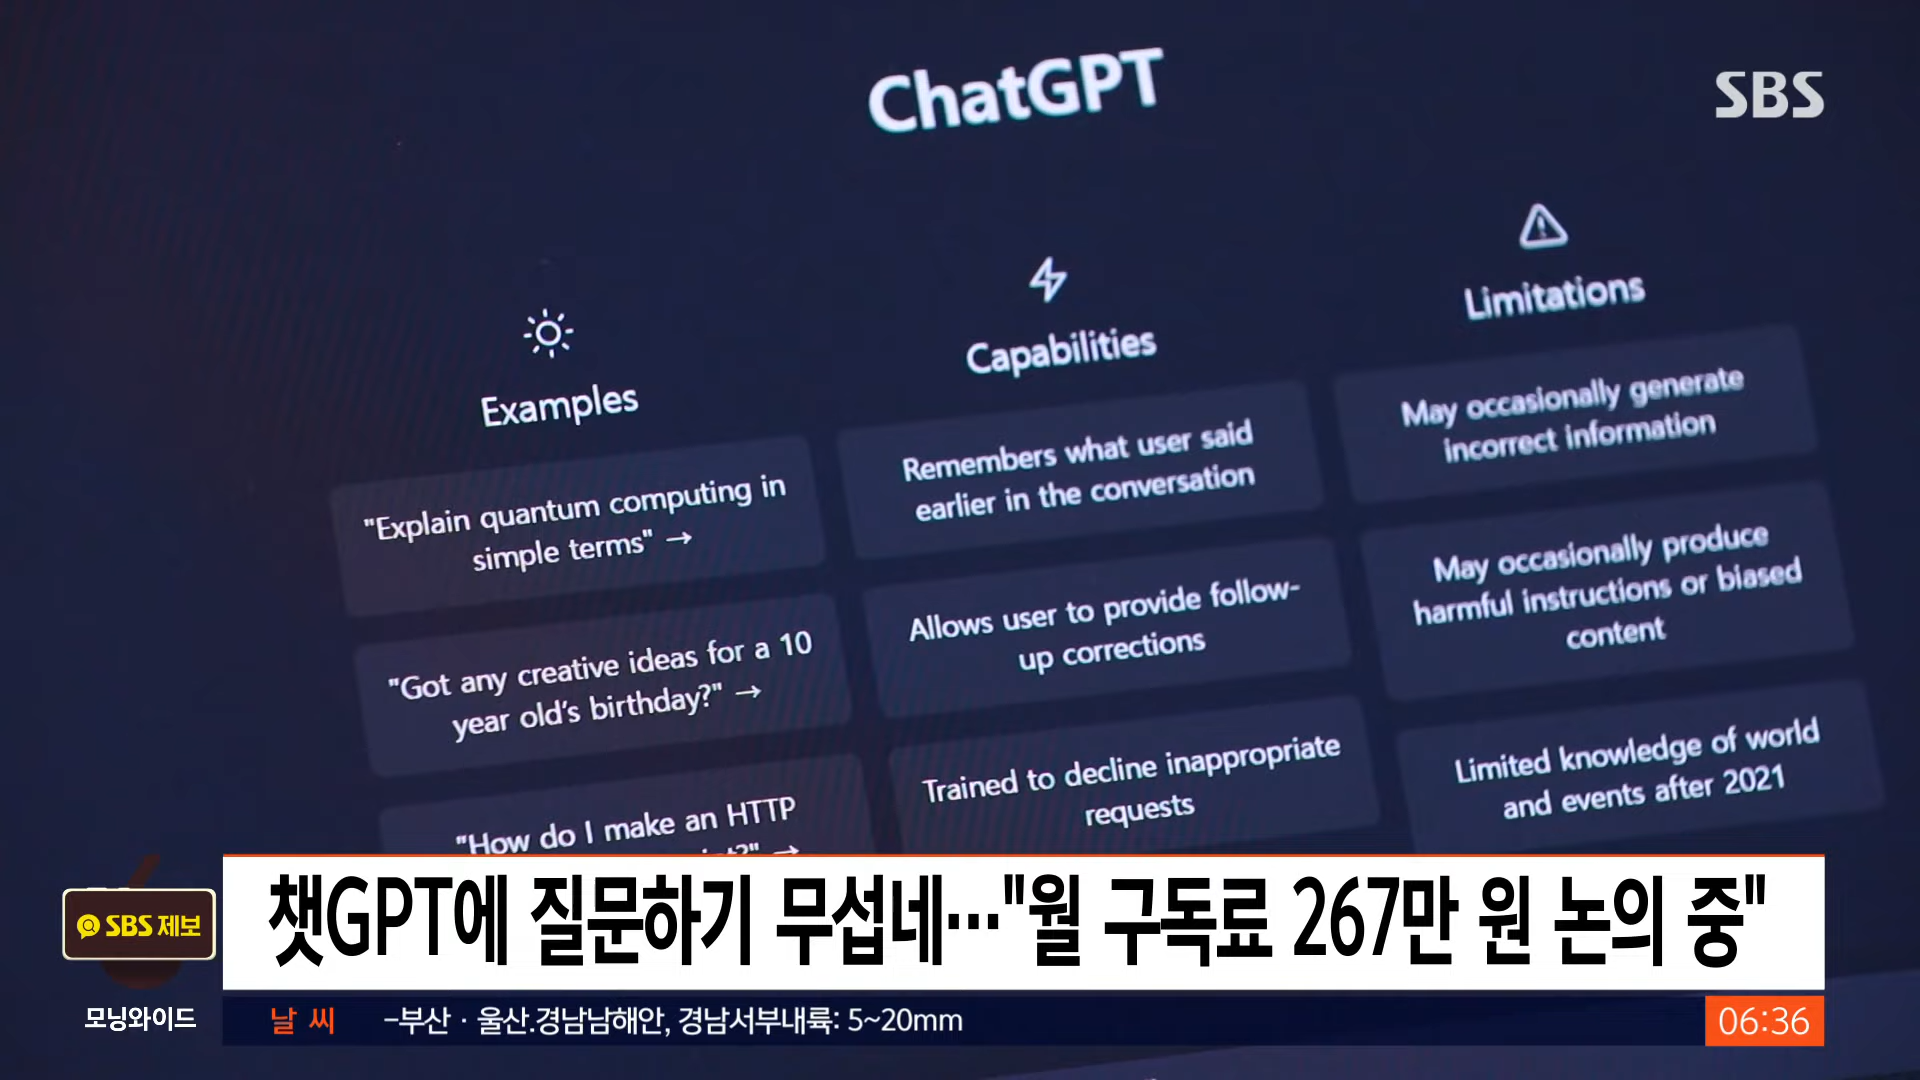 ChatGPT
SBS
Examples
"Explain quantum computing in
simple terms" →
"Got any creative ideas for a 10
year old's birthday?" →
"How do I make an HTTP
Capabilities
Remembers what user said
earlier in the conversation
Allows user to provide follow-
up corrections
Trained to decline inappropriate
requests
Limitations
May occasionally generate
incorrect information
May occasionally produce
harmful instructions or biased
content
Limited knowledge of world
and events after 2021
SBS 제보
챗GPT에 질문하기 무섭네…"월 구독료 267만 원 논의 중"
모닝와이드
날 씨 -부산·울산.경남남해안, 경남서부내륙: 5~20mm
06:36